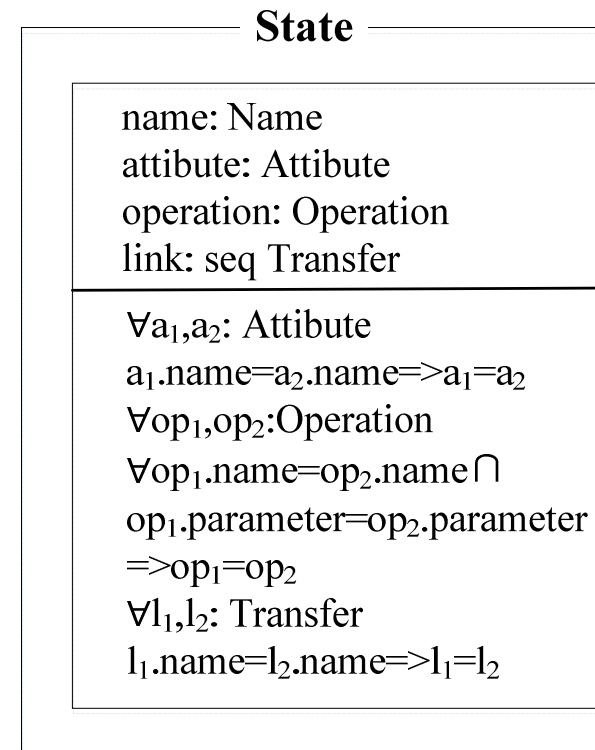 State
name: Name
attibute: Attibute
operation: Operation
link: seq Transfer
∀a₁,a₂: Attibute
a₁.name=a₂.name=>a₁=a₂
∀op₁,op₂:Operation
∀op₁.name=op₂.name∩
op₁.parameter=op₂.parameter
=>op₁=op₂
∀l₁,l₂: Transfer
l₁.name=l₂.name=>l₁=l₂